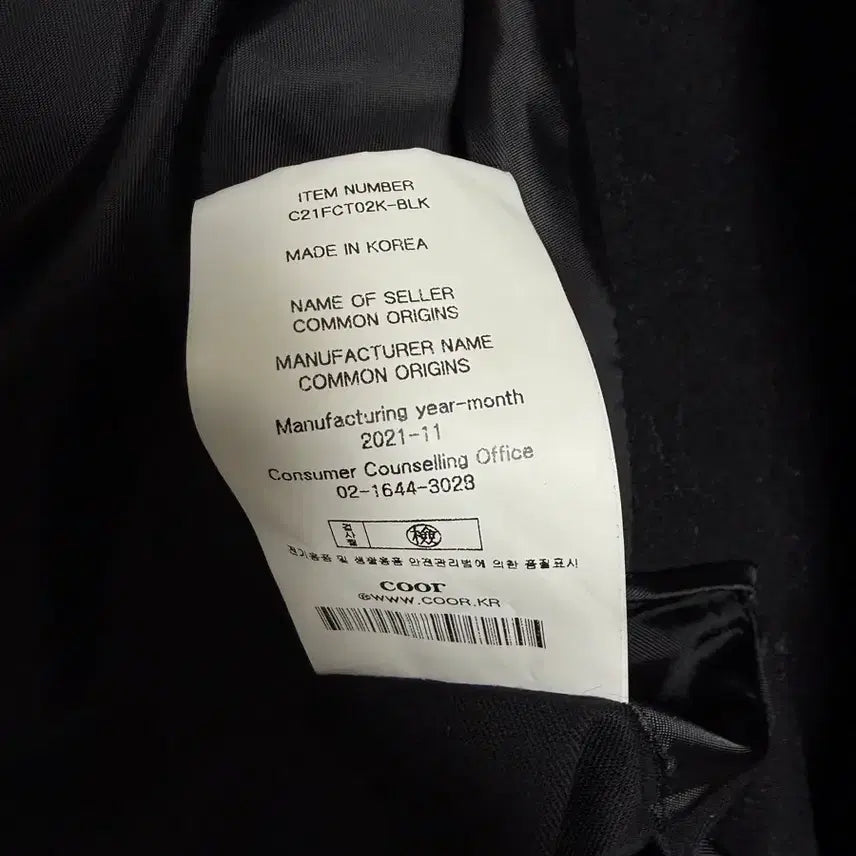 ITEM NUMBER
C21FCT02K-BLK
MADE IN KOREA
NAME OF SELLER
COMMON ORIGINS
MANUFACTURER NAME
COMMON ORIGINS
Manufacturing year-month
2021-11
Consumer Counselling Office
02-1644-3028
검사필 檢
전기용품 및 생활용품 안전관리법에 의한 품질표시
coor
@WWW.COOR.KR